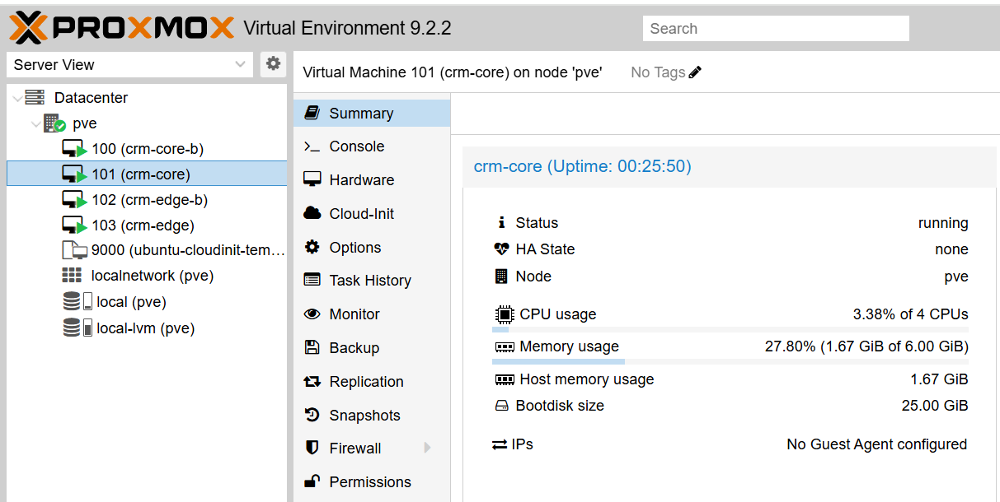 PROXMOX Virtual Environment 9.2.2
Search
Server View
Datacenter
pve
100 (crm-core-b)
101 (crm-core)
102 (crm-edge-b)
103 (crm-edge)
9000 (ubuntu-cloudinit-tem…
localnetwork (pve)
local (pve)
local-lvm (pve)
Virtual Machine 101 (crm-core) on node 'pve'
No Tags
Summary
Console
Hardware
Cloud-Init
Options
Task History
Monitor
Backup
Replication
Snapshots
Firewall
Permissions
crm-core (Uptime: 00:25:50)
Status running
HA State none
Node pve
CPU usage 3.38% of 4 CPUs
Memory usage 27.80% (1.67 GiB of 6.00 GiB)
Host memory usage 1.67 GiB
Bootdisk size 25.00 GiB
IPs No Guest Agent configured